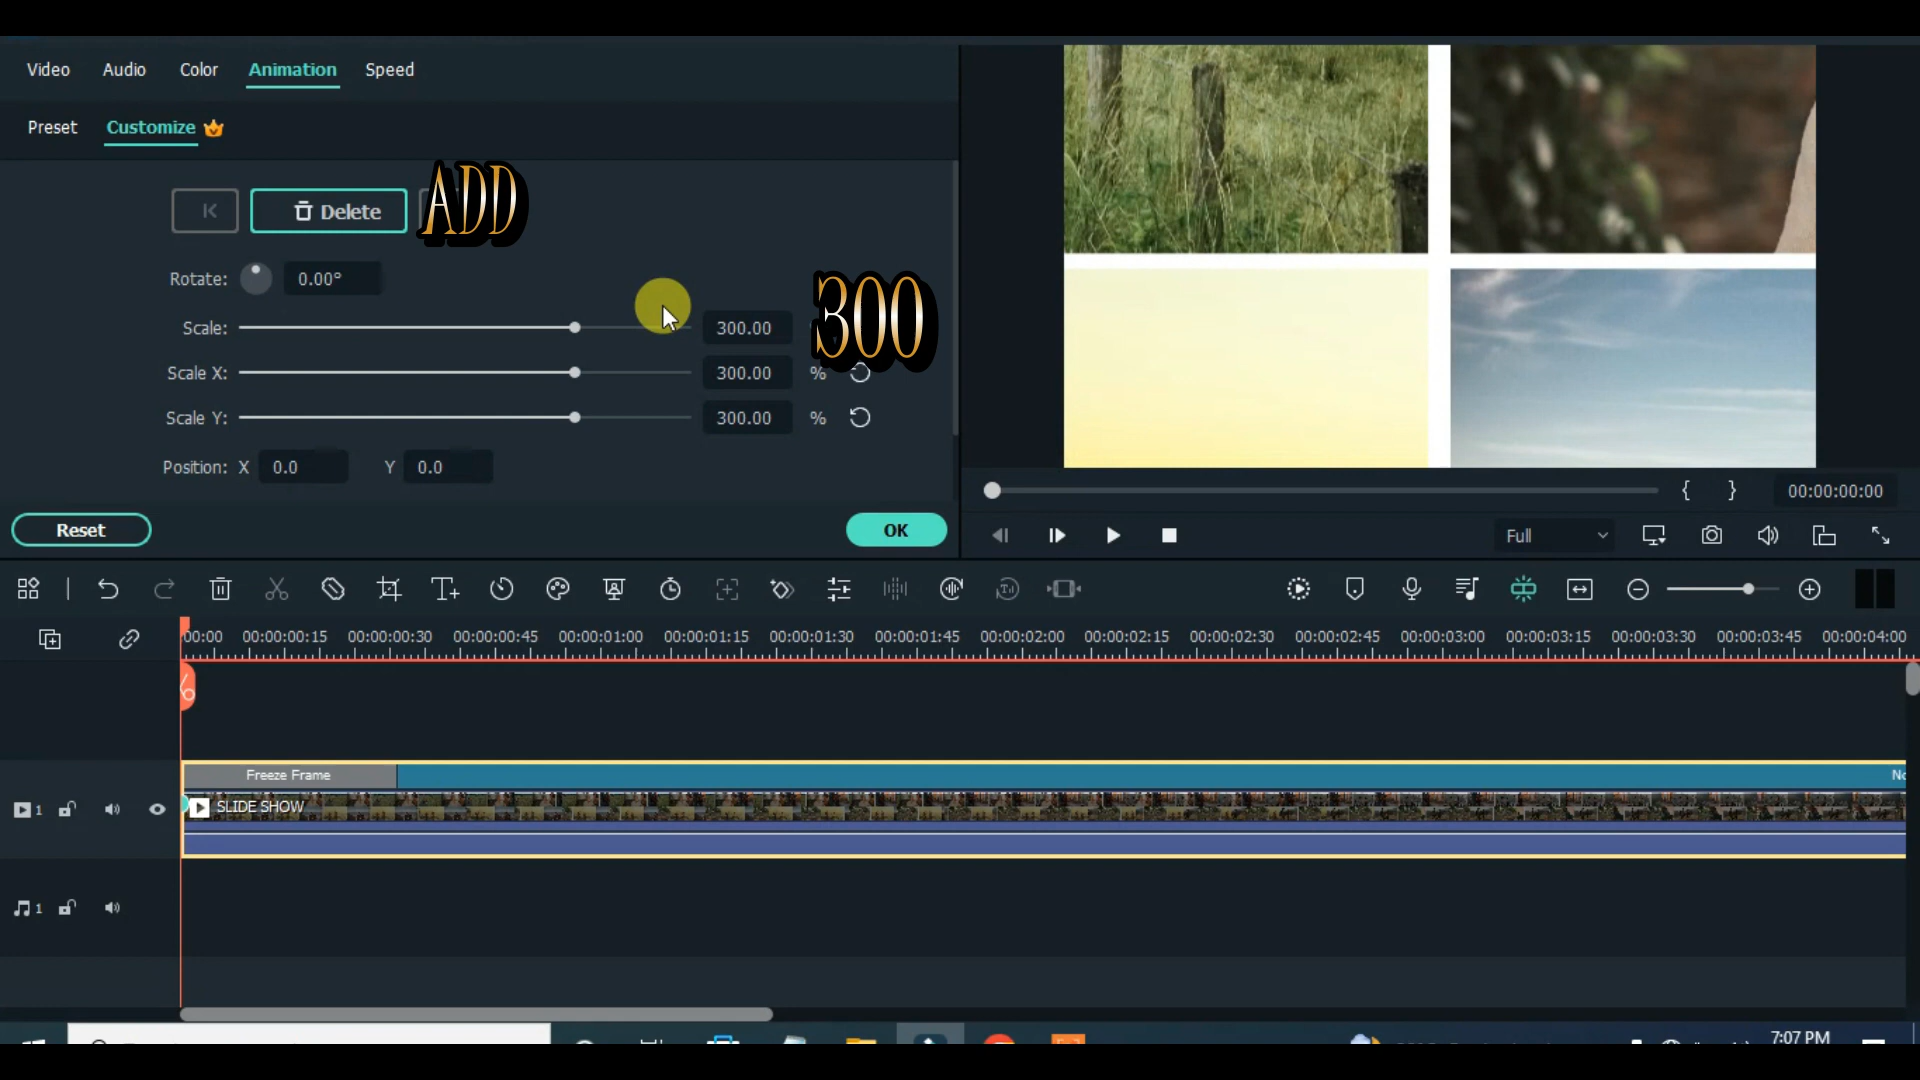 Video Audio Color Animation Speed
Preset Customize
Delete ADD
Rotate: 0.00°
Scale: 300.00 300
Scale X: 300.00 %
Scale Y: 300.00 %
Position: X 0.0 Y 0.0
{ } 00:00:00:00
Reset OK
Full
00:00 00:00:00:15 00:00:00:30 00:00:00:45 00:00:01:00 00:00:01:15 00:00:01:30 00:00:01:45 00:00:02:00 00:00:02:15 00:00:02:30 00:00:02:45 00:00:03:00 00:00:03:15 00:00:03:30 00:00:03:45 00:00:04:00
Freeze Frame
1 SLIDE SHOW
1
7:07 PM